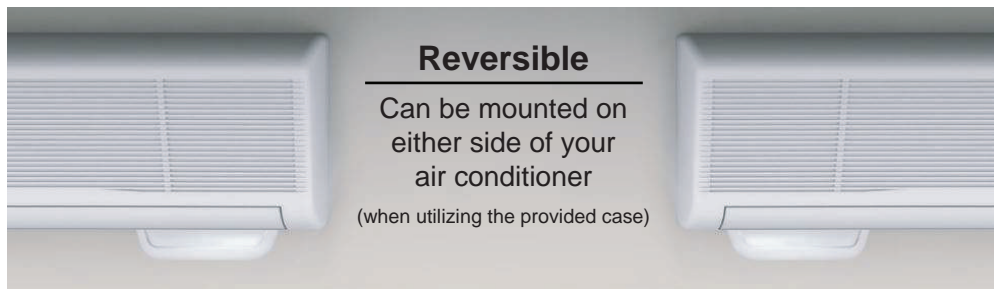 Reversible
Can be mounted on
either side of your
air conditioner
(when utilizing the provided case)